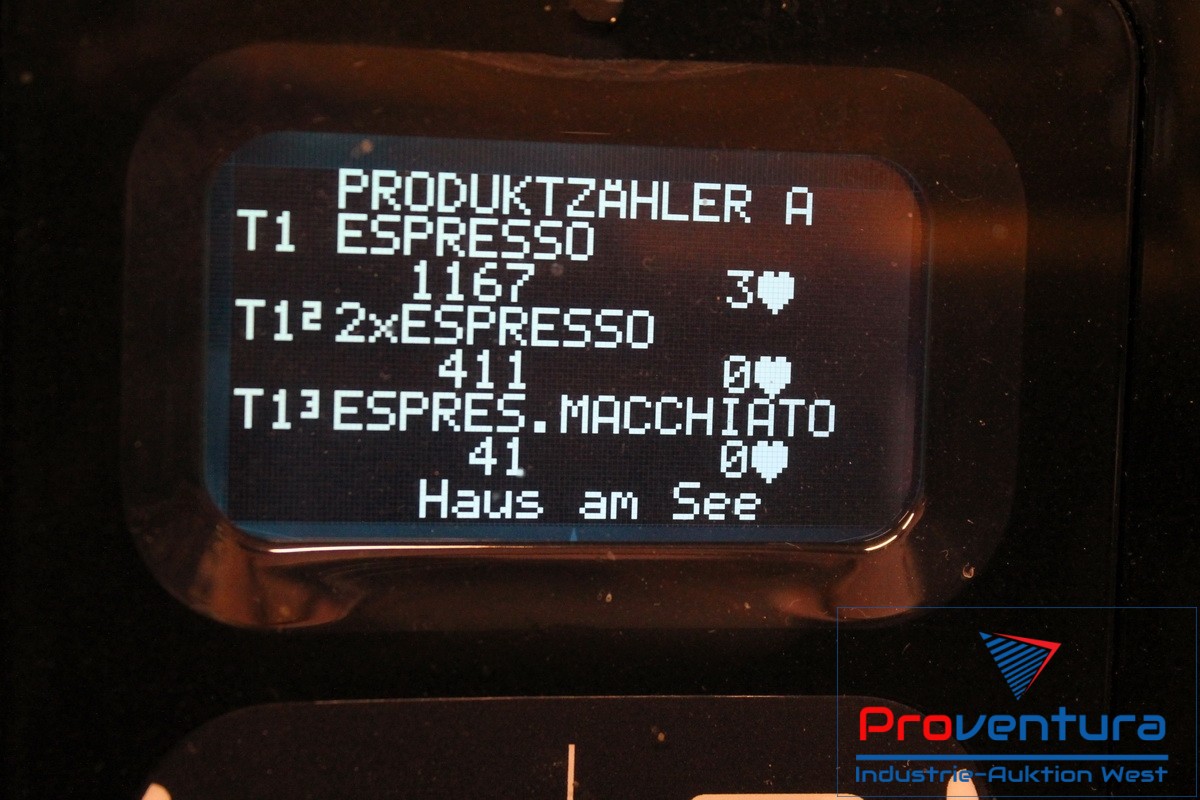 PRODUKTZÄHLER A
T1 ESPRESSO
1167 3♥
T1² 2xESPRESSO
411 0♥
T1³ ESPRES.MACCHIATO
41 0♥
Haus am See
Proventura
Industrie-Auktion West